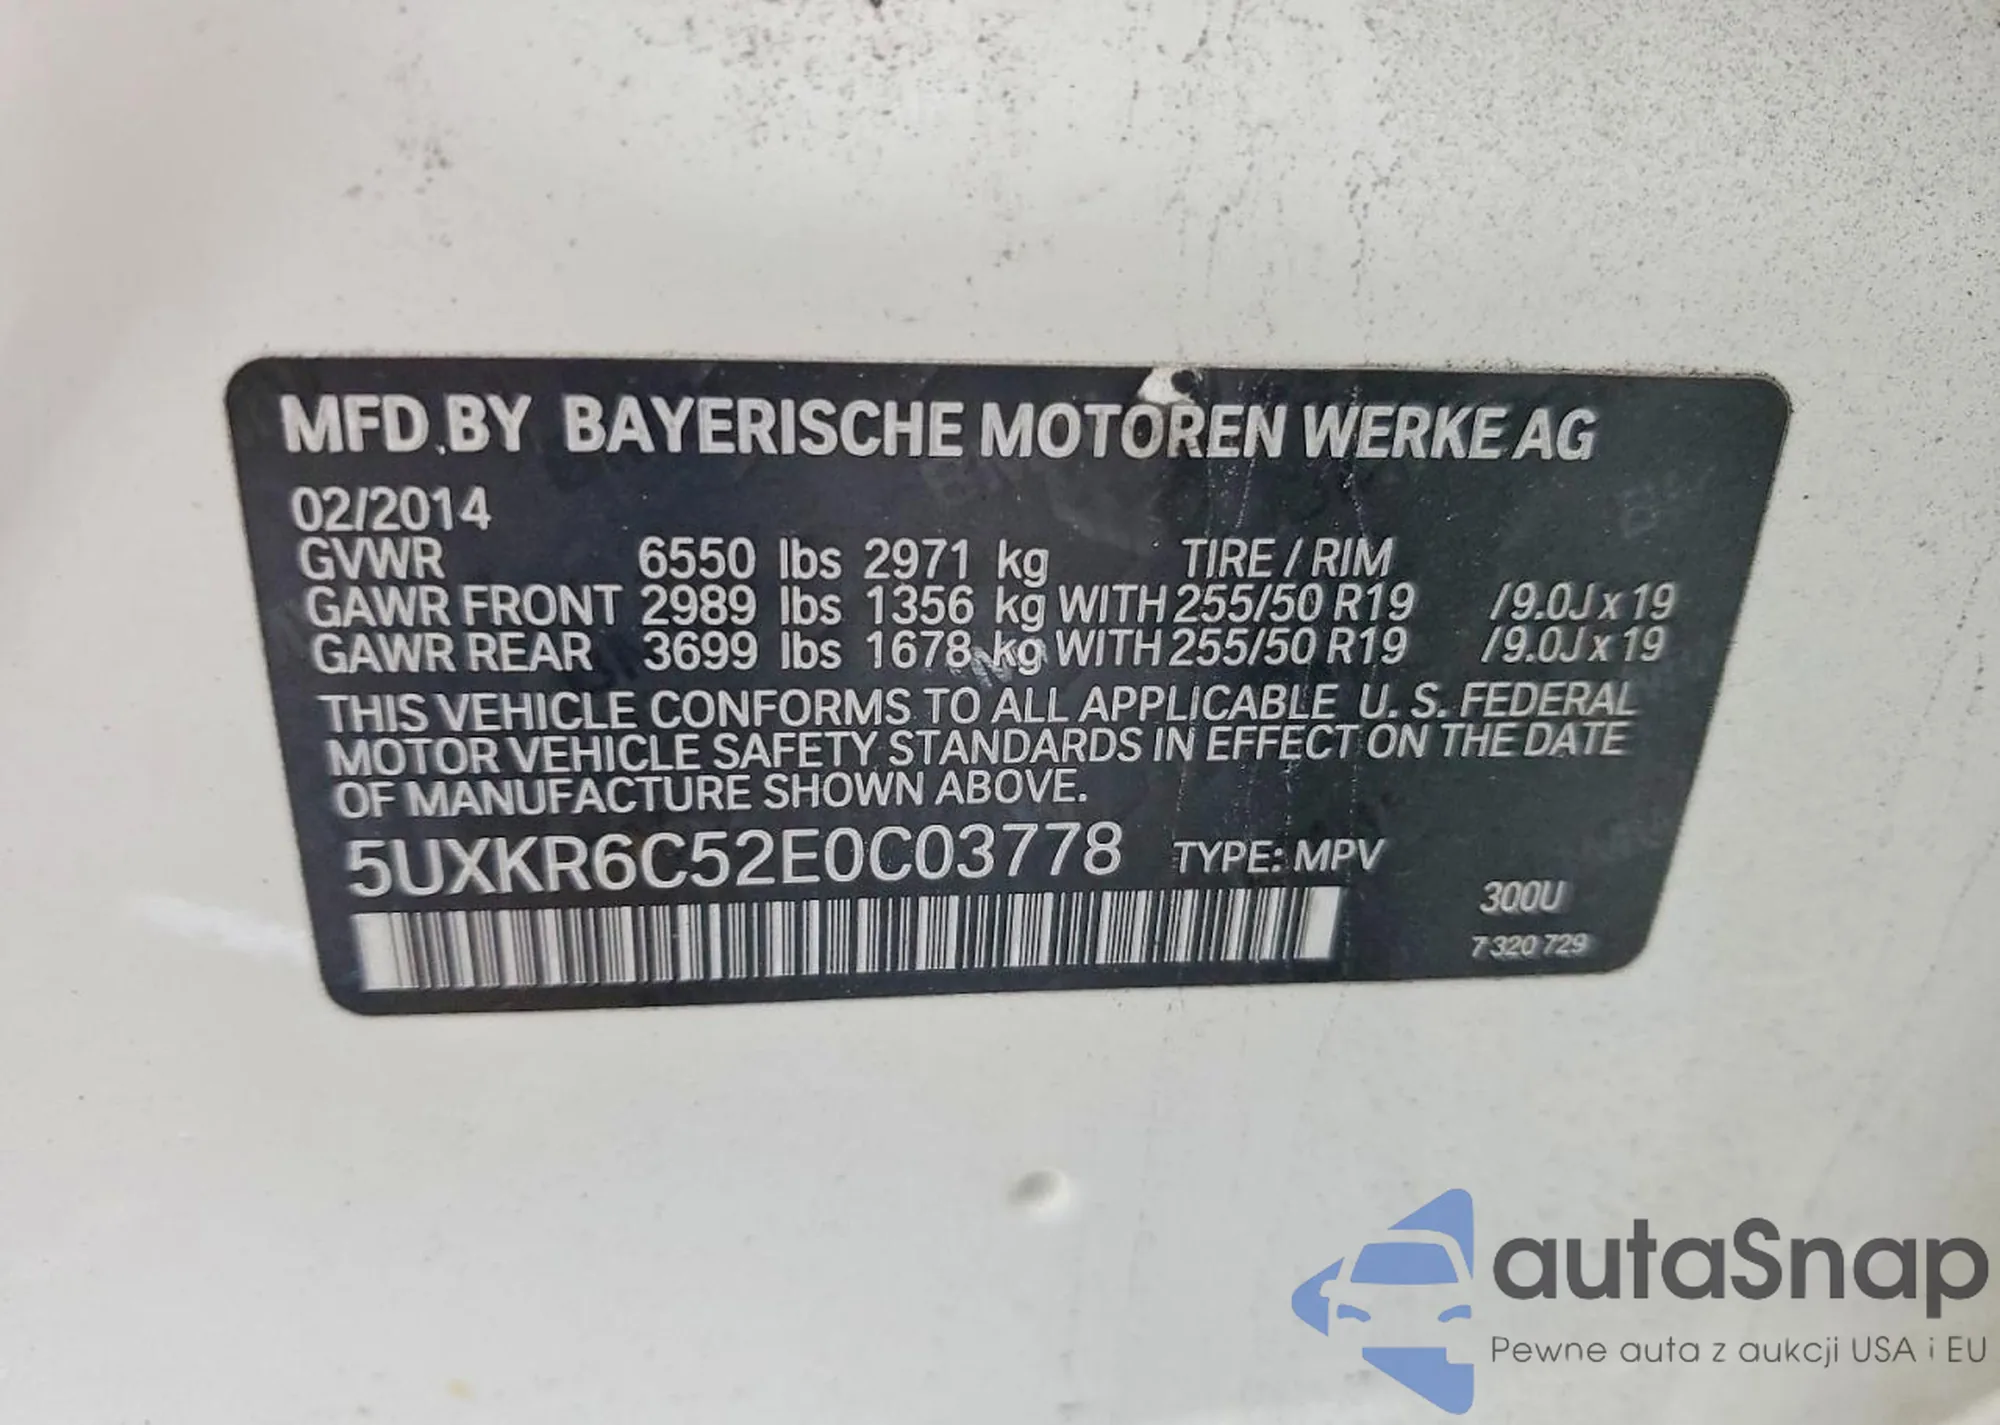 MFD. BY BAYERISCHE MOTOREN WERKE AG
02/2014
GVWR 6550 lbs 2971 kg TIRE / RIM
GAWR FRONT 2989 lbs 1356 kg WITH 255/50 R19 /9.0J x 19
GAWR REAR 3699 lbs 1678 kg WITH 255/50 R19 /9.0J x 19
THIS VEHICLE CONFORMS TO ALL APPLICABLE U. S. FEDERAL
MOTOR VEHICLE SAFETY STANDARDS IN EFFECT ON THE DATE
OF MANUFACTURE SHOWN ABOVE.
5UXKR6C52E0C03778 TYPE: MPV
300U
7 320 729
autaSnap
Pewne auta z aukcji USA i EU